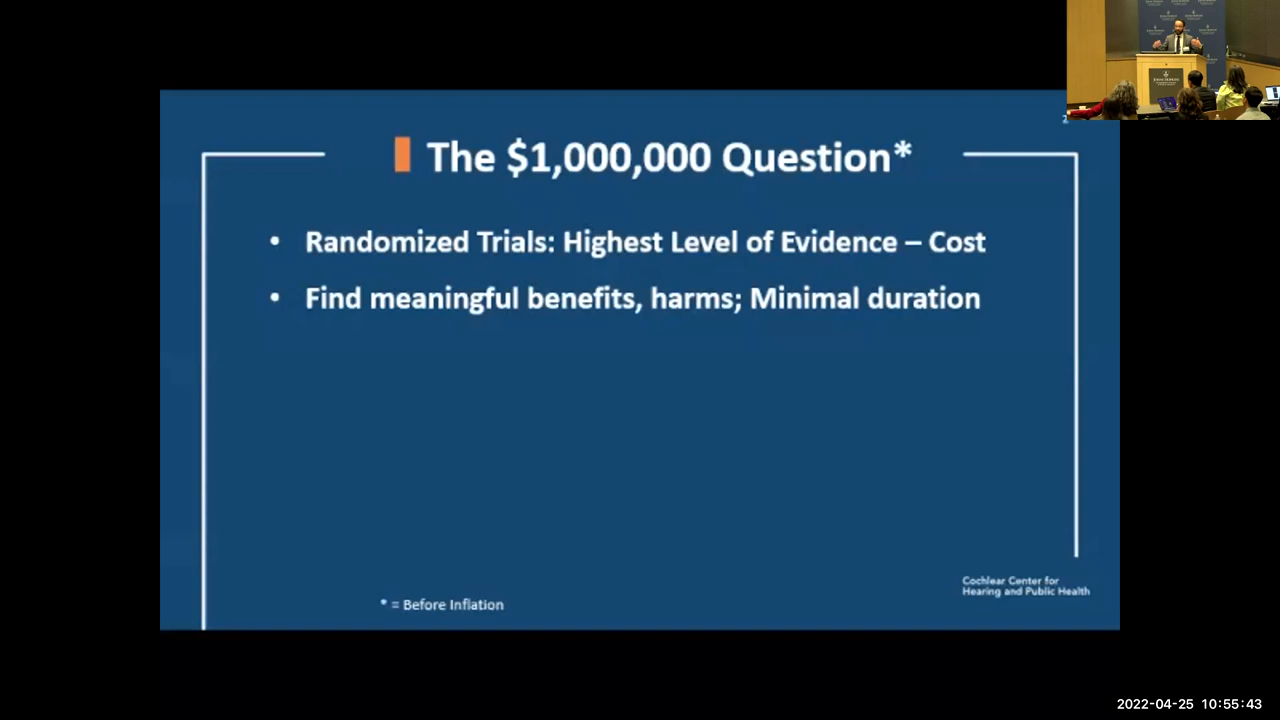 The $1,000,000 Question*
• Randomized Trials: Highest Level of Evidence – Cost
• Find meaningful benefits, harms; Minimal duration
Cochlear Center for
Hearing and Public Health
* = Before Inflation
2022-04-25 10:55:43